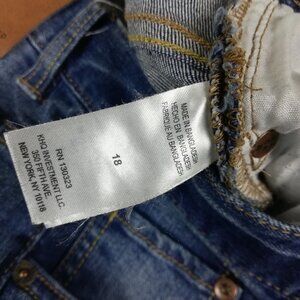 MADE IN BANGLADESH
HECHO EN BANGLADESH
FABRIQUE AU BANGLADESH
18
RN 130323
KHQ INVESTMENT LLC.
350 FIFTH AVE.
NEW YORK, NY 10118